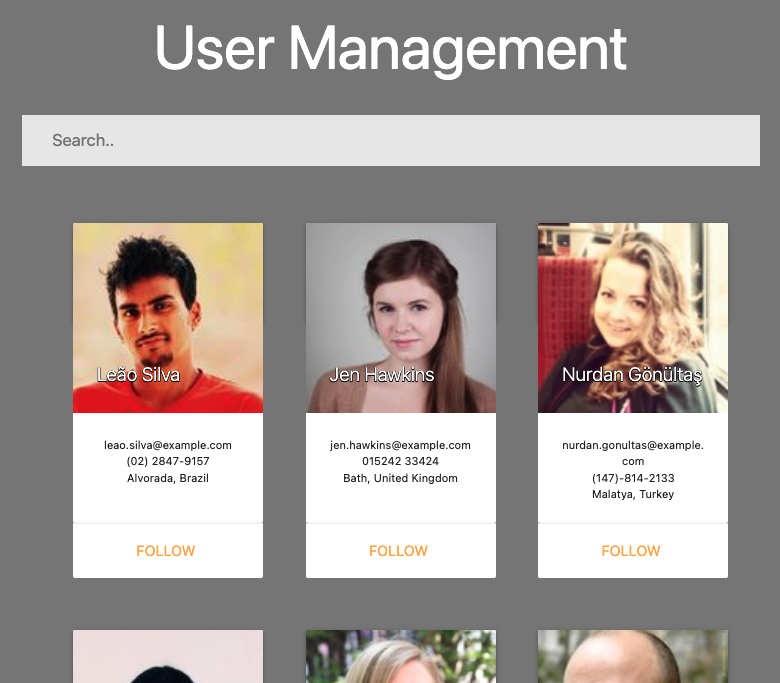 User Management
Search..
Leão Silva
leao.silva@example.com
(02) 2847-9157
Alvorada, Brazil
FOLLOW
Jen Hawkins
jen.hawkins@example.com
015242 33424
Bath, United Kingdom
FOLLOW
Nurdan Gönültaş
nurdan.gonultas@example.
com
(147)-814-2133
Malatya, Turkey
FOLLOW